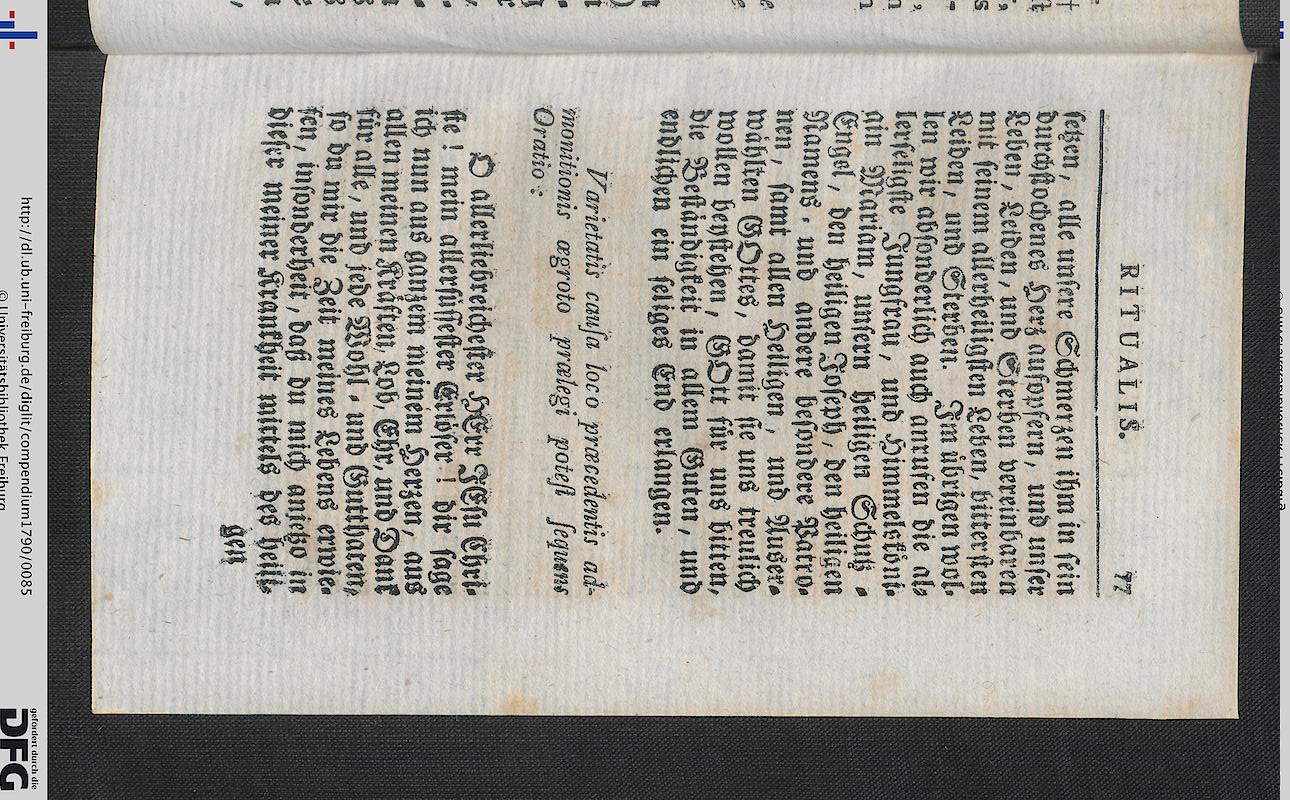 RITUALIS. 77
setzen, alle unsere Schmerzen ihm in sein
durchstochenes Hertz aufopfern, und unser
Leben, Leiden, und Sterben vereinbaren
mit seinem allerheiligsten Leben, bittersten
Leiden, und Sterben. Im übrigen wol-
len wir absonderlich auch anrufen die al-
lerseligste Jungfrau, und Himmelsköni-
gin Mariam, unsern heiligen Schutz-
Engel, den heiligen Joseph, den heiligen
Namens- und andere besondere Patro-
nen, samt allen Heiligen, und Auser-
wählten GOttes, damit sie uns treulich
wollen beystehen, GOtt für uns bitten,
die Beständigkeit in allem Guten, und
endlichen ein seliges End erlangen.
Varietatis causa loco præcedentis ad-
monitionis ægroto prælegi potest sequens
Oratio:
O allerliebreichester HErr JEsu Chri-
ste! mein allersüssester Erlöser! dir sage
ich nun aus ganzem meinem Herzen, aus
allen meinen Kräften, Lob, Ehr, und Dank
für alle, und jede Wohl- und Gutthaten,
so du mir die Zeit meines Lebens erwie-
sen, insonderheit, daß du mich anjetzo in
dieser meiner Krankheit mittels des heili-
gen
http://dl.ub.uni-freiburg.de/diglit/compendium1790/0085
© Universitätsbibliothek Freiburg
gefördert durch die
DFG